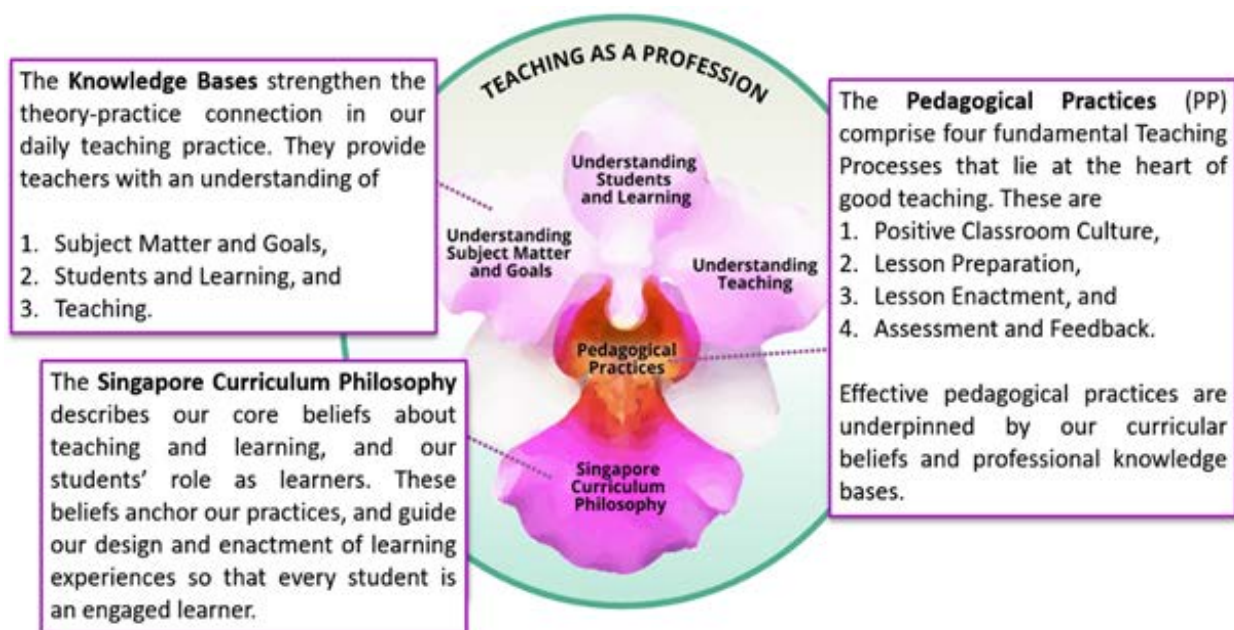 TEACHING AS A PROFESSION
The Knowledge Bases strengthen the
theory-practice connection in our
daily teaching practice. They provide
teachers with an understanding of
1. Subject Matter and Goals,
2. Students and Learning, and
3. Teaching.
Understanding
Students
and Learning
Understanding
Subject Matter
and Goals
Understanding
Teaching
Pedagogical
Practices
Singapore
Curriculum
Philosophy
The Pedagogical Practices (PP)
comprise four fundamental Teaching
Processes that lie at the heart of
good teaching. These are
1. Positive Classroom Culture,
2. Lesson Preparation,
3. Lesson Enactment, and
4. Assessment and Feedback.
Effective pedagogical practices are
underpinned by our curricular
beliefs and professional knowledge
bases.
The Singapore Curriculum Philosophy
describes our core beliefs about
teaching and learning, and our
students’ role as learners. These
beliefs anchor our practices, and guide
our design and enactment of learning
experiences so that every student is
an engaged learner.